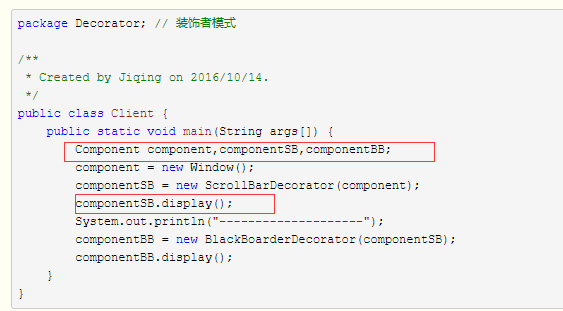 package Decorator; // 装饰者模式
/**
 * Created by Jiqing on 2016/10/14.
 */
public class Client {
    public static void main(String args[]) {
        Component component,componentSB,componentBB;
        component = new Window();
        componentSB = new ScrollBarDecorator(component);
        componentSB.display();
        System.out.println("--------------------");
        componentBB = new BlackBoarderDecorator(componentSB);
        componentBB.display();
    }
}